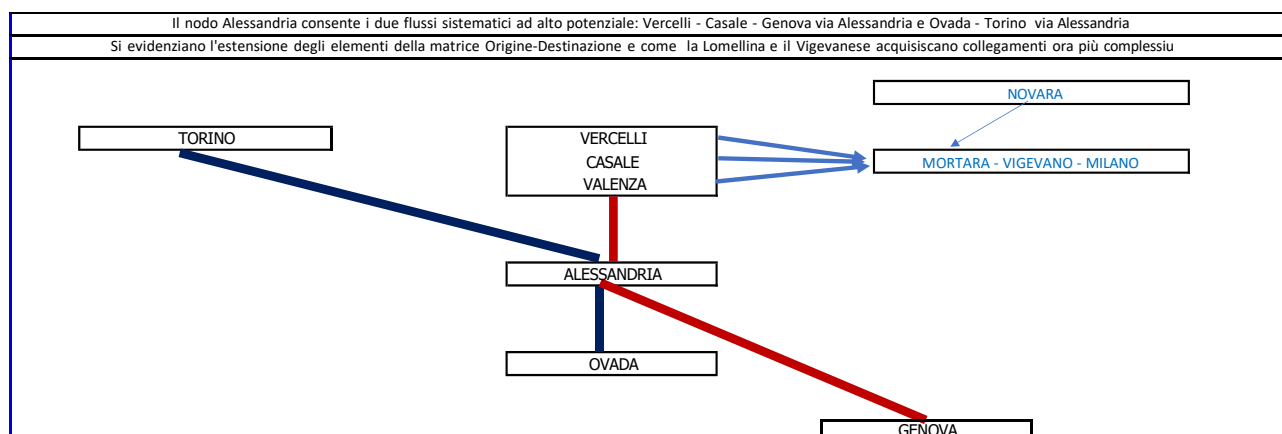 Il nodo Alessandria consente i due flussi sistematici ad alto potenziale: Vercelli - Casale - Genova via Alessandria e Ovada - Torino via Alessandria
Si evidenziano l'estensione degli elementi della matrice Origine-Destinazione e come la Lomellina e il Vigevanese acquisiscano collegamenti ora più complessiu
NOVARA
TORINO
VERCELLI
CASALE
MORTARA - VIGEVANO - MILANO
VALENZA
ALESSANDRIA
OVADA
GENOVA